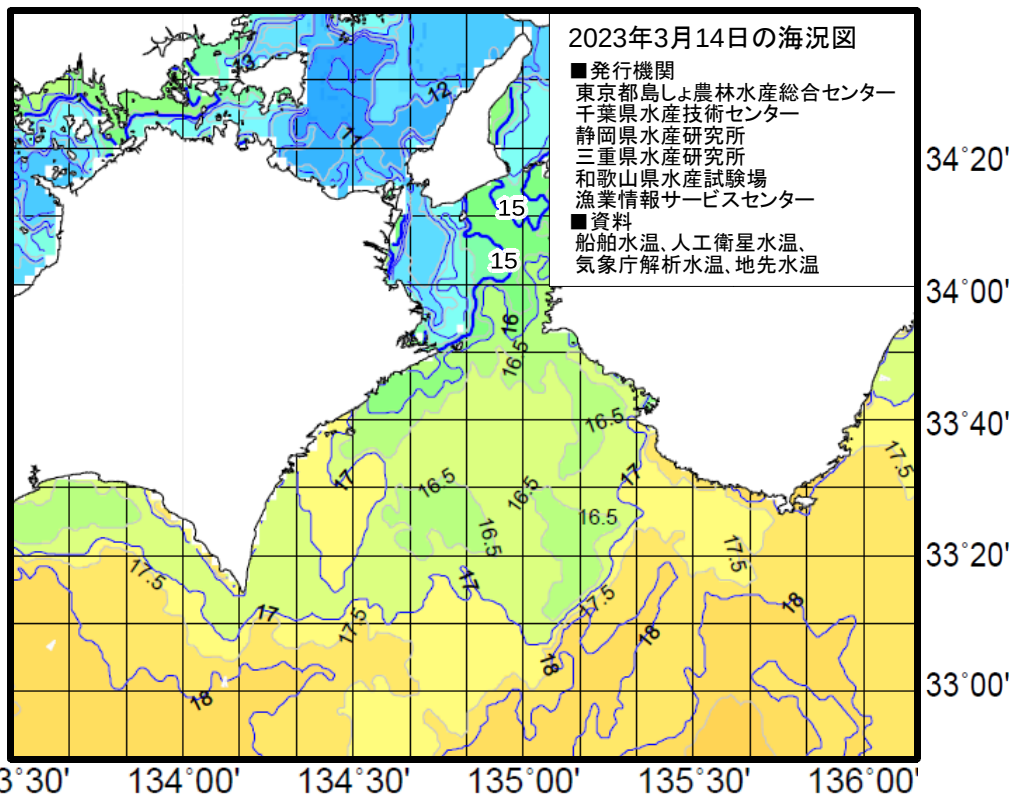 2023年3月14日の海況図
■発行機関
東京都島しょ農林水産総合センター
千葉県水産技術センター
静岡県水産研究所
三重県水産研究所
和歌山県水産試験場
漁業情報サービスセンター
■資料
船舶水温、人工衛星水温、
気象庁解析水温、地先水温
13
12
11
15
15
16
16.5
16.5
17.5
17
16.5
16.5
17
16.5
16.5
17.5
17.5
17
17.5
17
17.5
18
18
18
18
34°20'
34°00'
33°40'
33°20'
33°00'
3°30' 134°00' 134°30' 135°00' 135°30' 136°00'